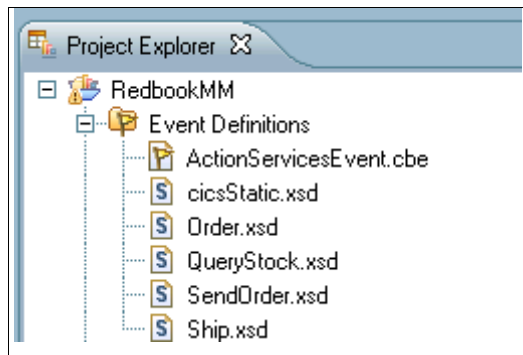 Project Explorer
RedbookMM
Event Definitions
ActionServicesEvent.cbe
cicsStatic.xsd
Order.xsd
QueryStock.xsd
SendOrder.xsd
Ship.xsd